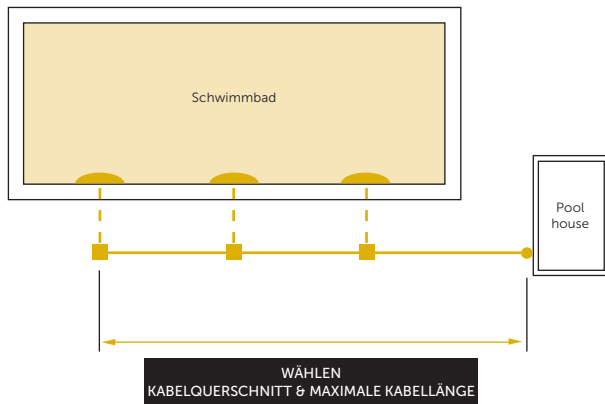 Schwimmbad
Pool
house
WÄHLEN
KABELQUERSCHNITT & MAXIMALE KABELLÄNGE